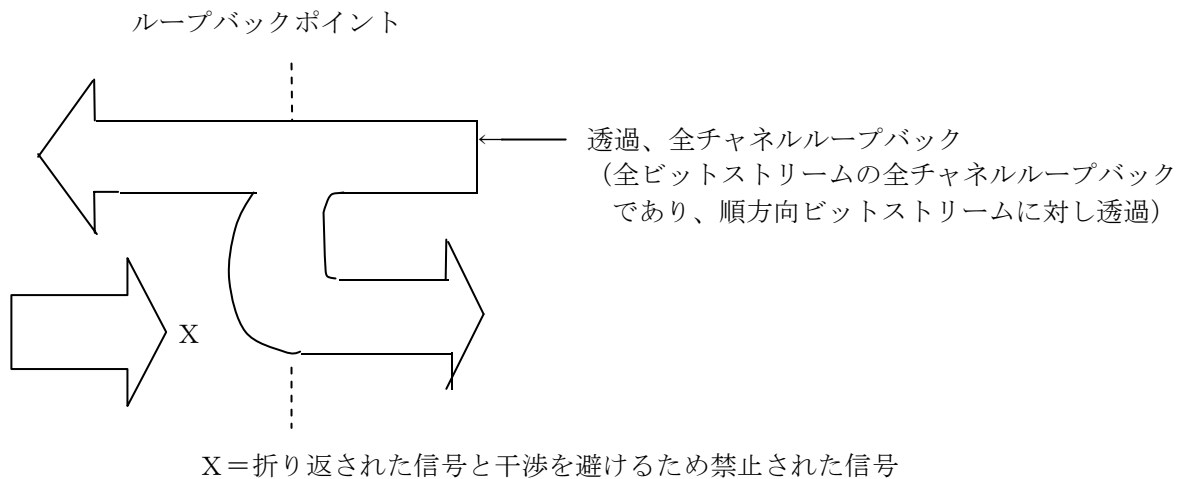 ループバックポイント
透過、全チャネルループバック
（全ビットストリームの全チャネルループバック
であり、順方向ビットストリームに対し透過）
X
X＝折り返された信号と干渉を避けるため禁止された信号